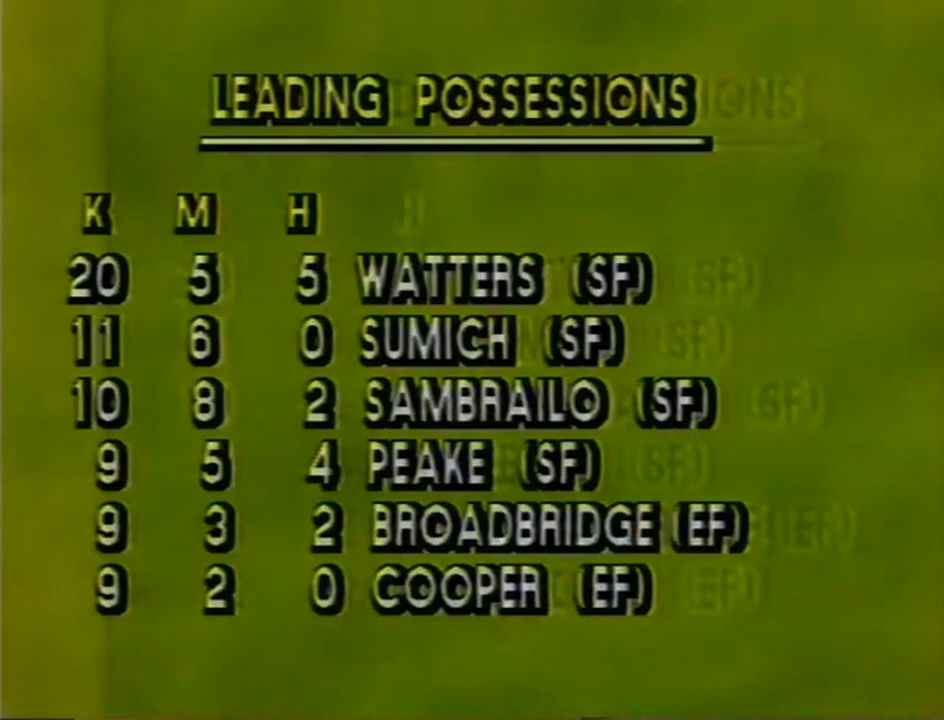 LEADING POSSESSIONS
K M H
20 5 5 WATTERS (SF)
11 6 0 SUMICH (SF)
10 8 2 SAMBRAILO (SF)
9 5 4 PEAKE (SF)
9 3 2 BROADBRIDGE (EF)
9 2 0 COOPER (EF)